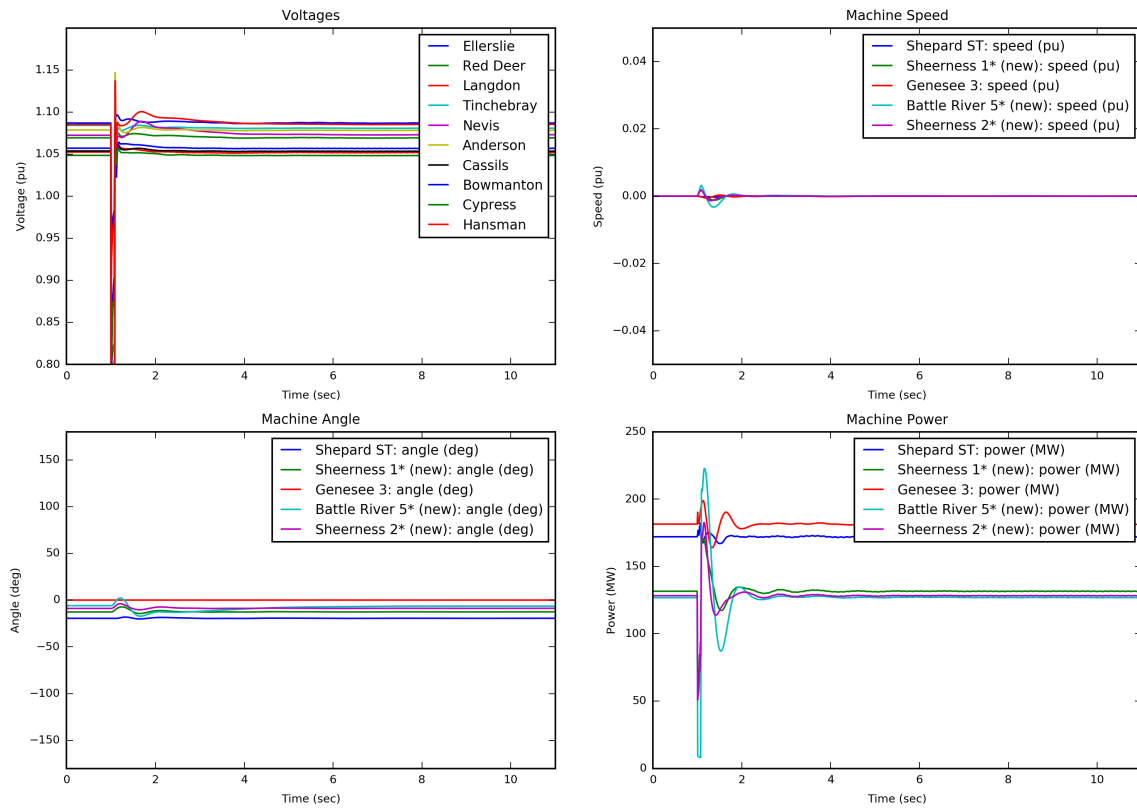 Voltages
1.15
1.10
1.05
1.00
0.95
0.90
0.85
0.80
Voltage (pu)
0
2
4
6
8
10
Time (sec)
Ellerslie
Red Deer
Langdon
Tinchebray
Nevis
Anderson
Cassils
Bowmanton
Cypress
Hansman
Machine Speed
0.04
0.02
0.00
−0.02
−0.04
Speed (pu)
0
2
4
6
8
10
Time (sec)
Shepard ST: speed (pu)
Sheerness 1* (new): speed (pu)
Genesee 3: speed (pu)
Battle River 5* (new): speed (pu)
Sheerness 2* (new): speed (pu)
Machine Angle
150
100
50
0
−50
−100
−150
Angle (deg)
0
2
4
6
8
10
Time (sec)
Shepard ST: angle (deg)
Sheerness 1* (new): angle (deg)
Genesee 3: angle (deg)
Battle River 5* (new): angle (deg)
Sheerness 2* (new): angle (deg)
Machine Power
250
200
150
100
50
0
Power (MW)
0
2
4
6
8
10
Time (sec)
Shepard ST: power (MW)
Sheerness 1* (new): power (MW)
Genesee 3: power (MW)
Battle River 5* (new): power (MW)
Sheerness 2* (new): power (MW)